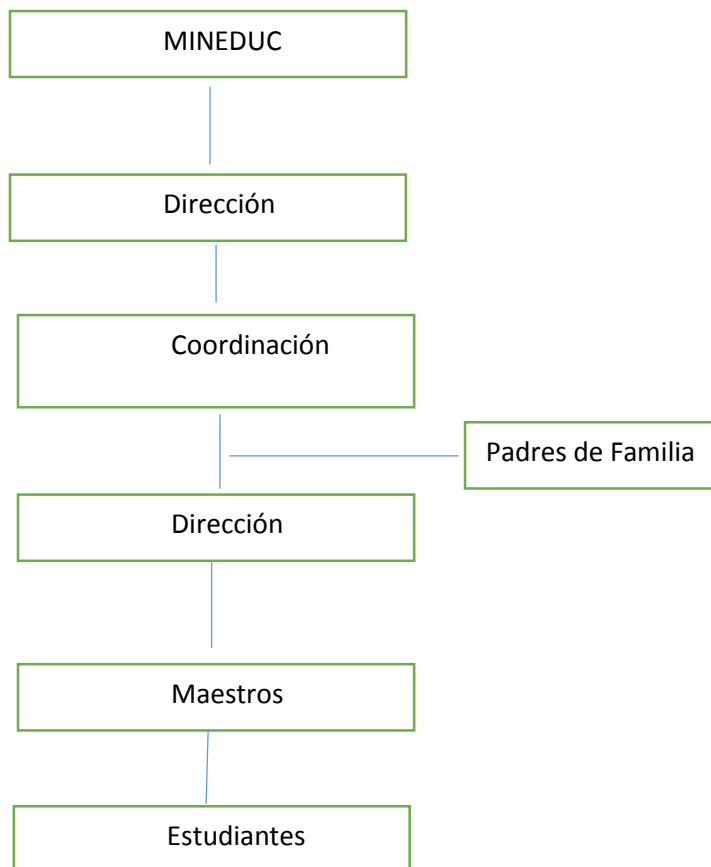 MINEDUC
Dirección
Coordinación
Padres de Familia
Dirección
Maestros
Estudiantes